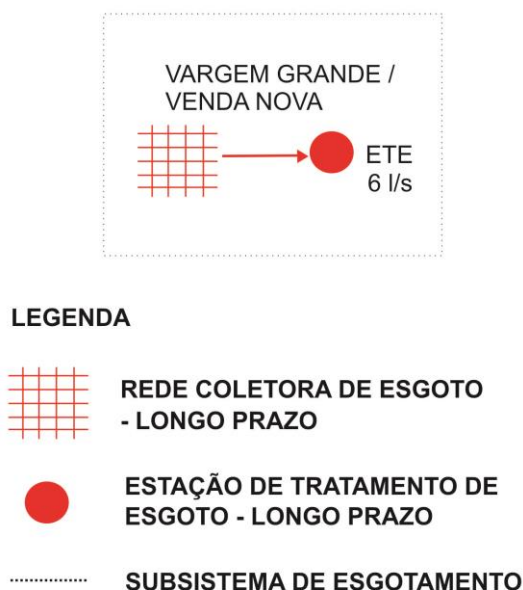 VARGEM GRANDE /
VENDA NOVA
ETE
6 l/s
LEGENDA
REDE COLETORA DE ESGOTO
- LONGO PRAZO
ESTAÇÃO DE TRATAMENTO DE
ESGOTO - LONGO PRAZO
SUBSISTEMA DE ESGOTAMENTO